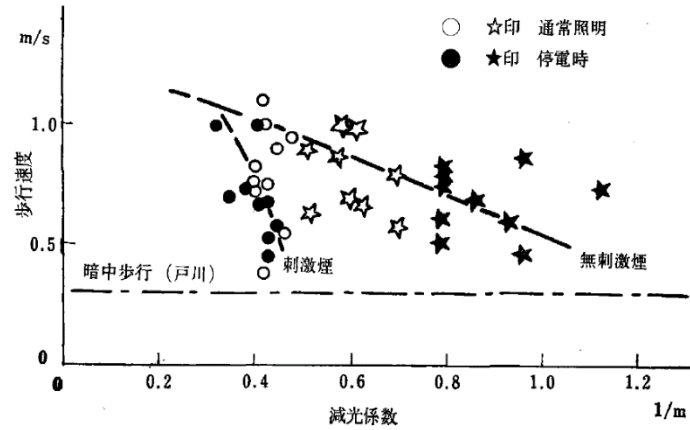 ○ ☆印 通常照明
m/s
● ★印 停電時
1.0
歩行速度
0.5
刺激煙
無刺激煙
暗中歩行 (戸川)
0
0 0.2 0.4 0.6 0.8 1.0 1.2
減光係数
1/m